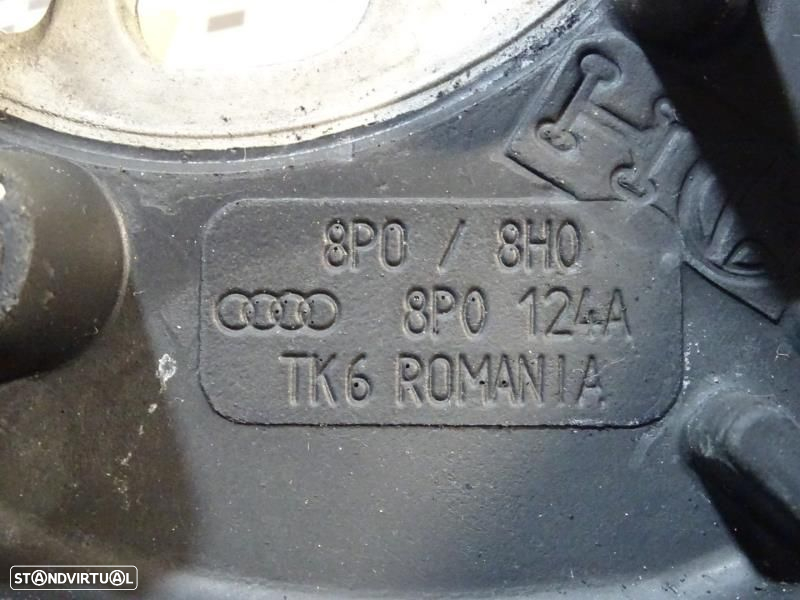 8P0 / 8H0
8P0 124A
TK6 ROMANIA
STANDVIRTUAL